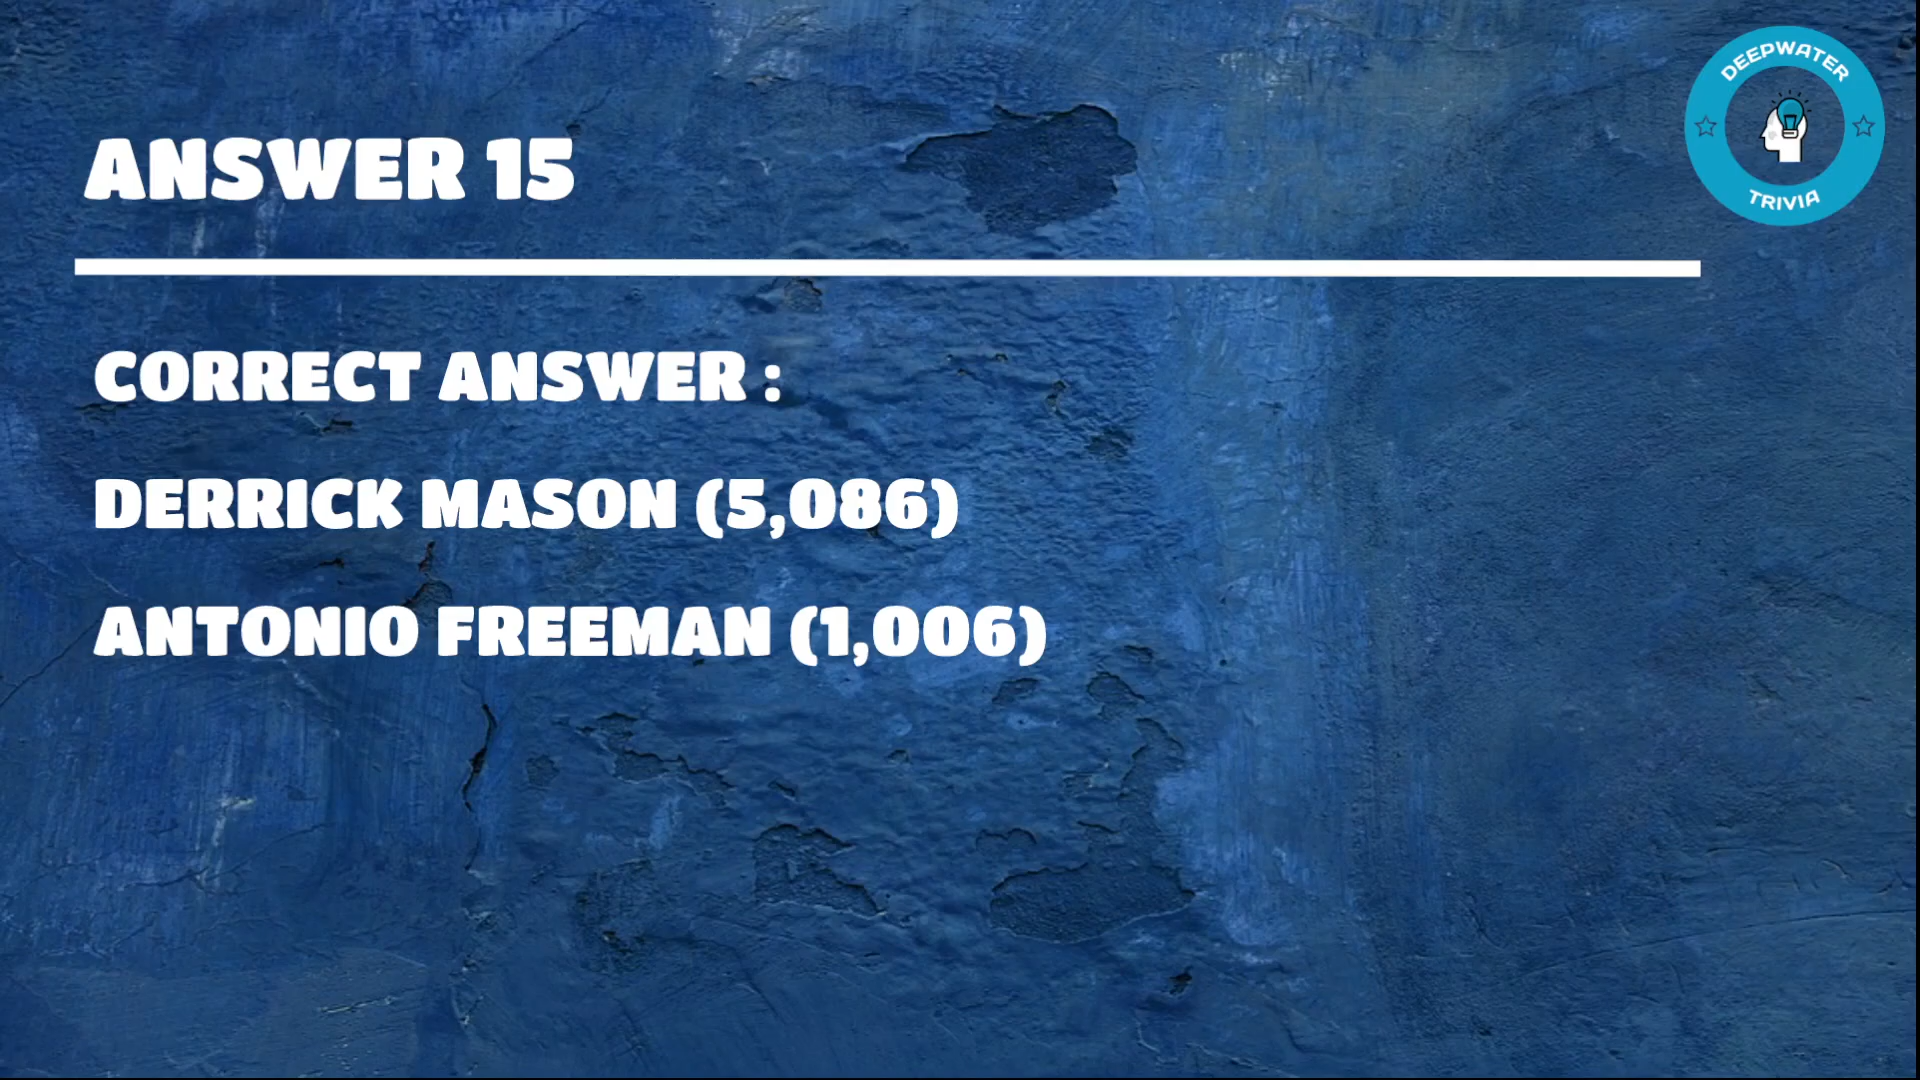 DEEPWATER
TRIVIA
ANSWER 15
CORRECT ANSWER :
DERRICK MASON (5,086)
ANTONIO FREEMAN (1,006)